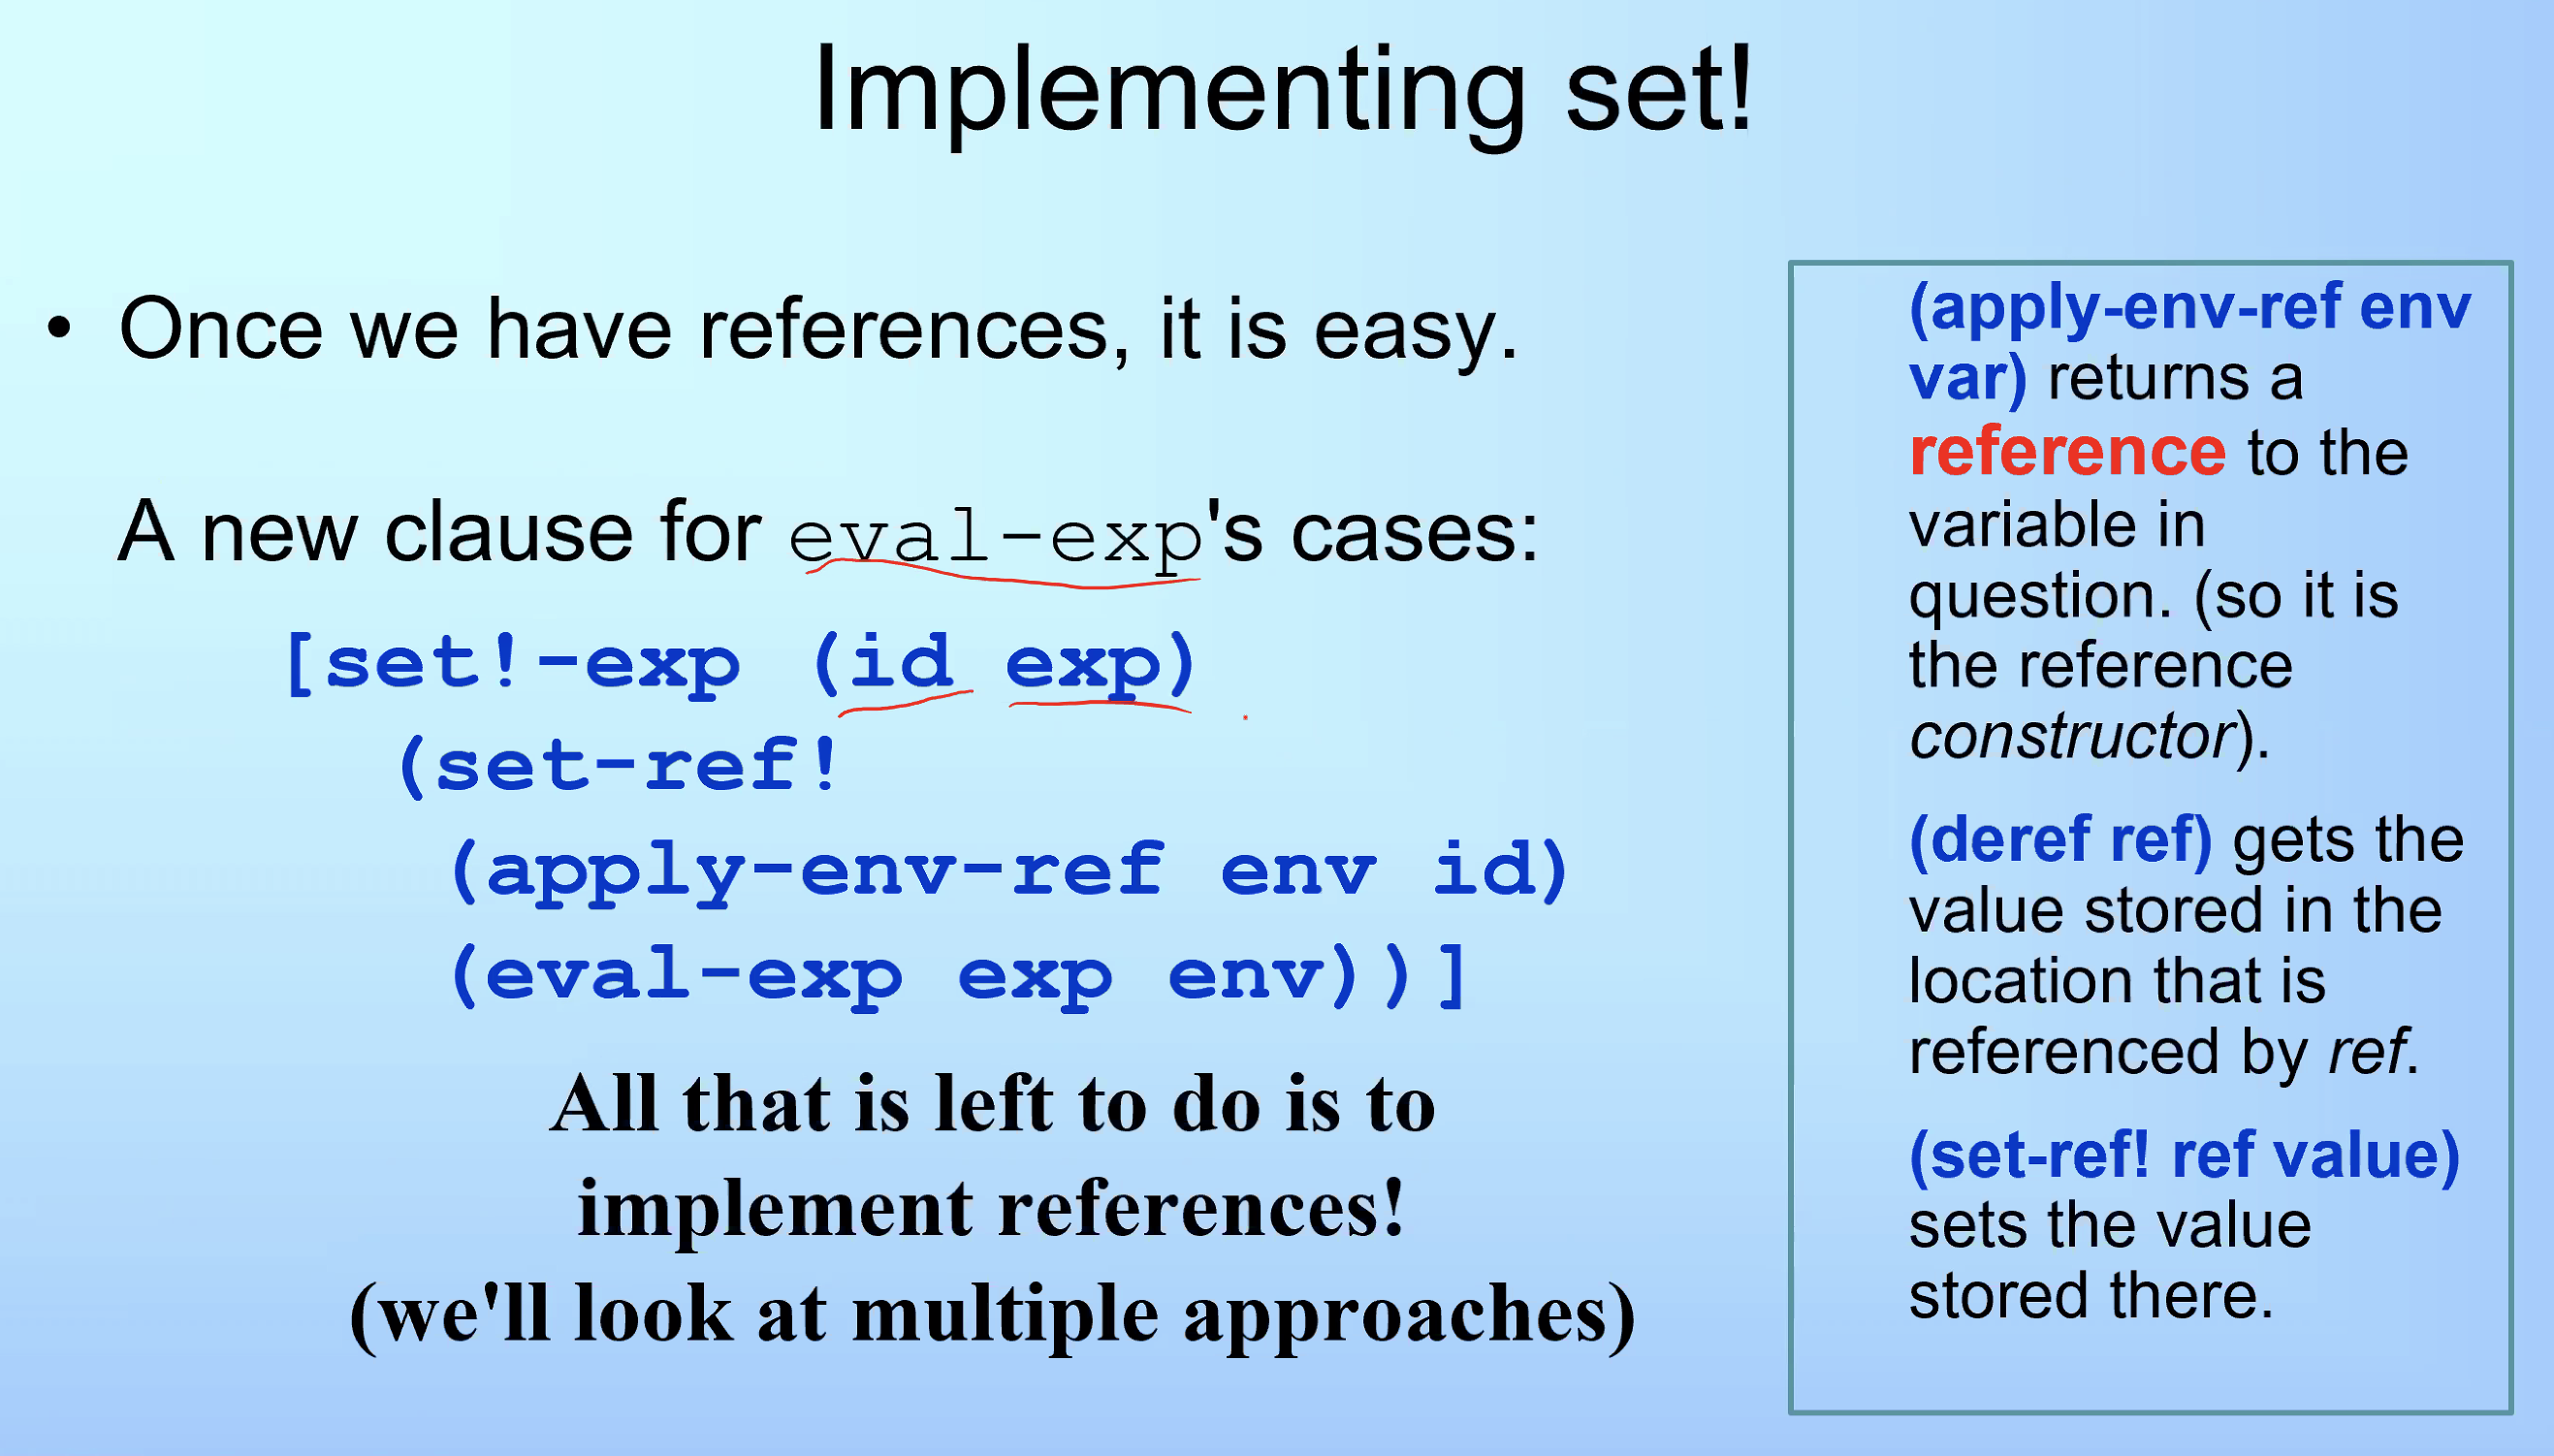 Implementing set!
• Once we have references, it is easy.
A new clause for eval-exp's cases:
[set!-exp (id exp)
(set-ref!
(apply-env-ref env id)
(eval-exp exp env))]
All that is left to do is to
implement references!
(we'll look at multiple approaches)
(apply-env-ref env
var) returns a
reference to the
variable in
question. (so it is
the reference
constructor).
(deref ref) gets the
value stored in the
location that is
referenced by ref.
(set-ref! ref value)
sets the value
stored there.